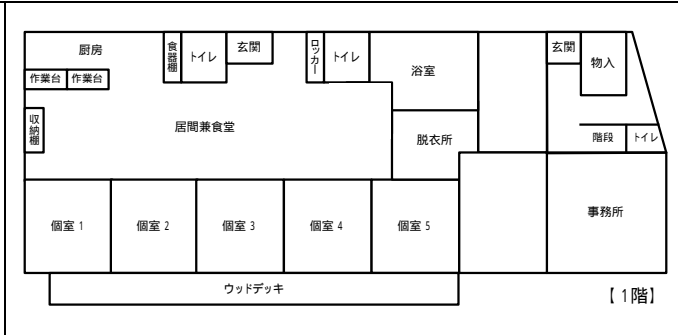 厨房
食器棚
トイレ
玄関
ロッカー
トイレ
浴室
玄関
物入
作業台
作業台
収納棚
居間兼食堂
脱衣所
階段
トイレ
個室 1
個室 2
個室 3
個室 4
個室 5
事務所
ウッドデッキ
【1階】